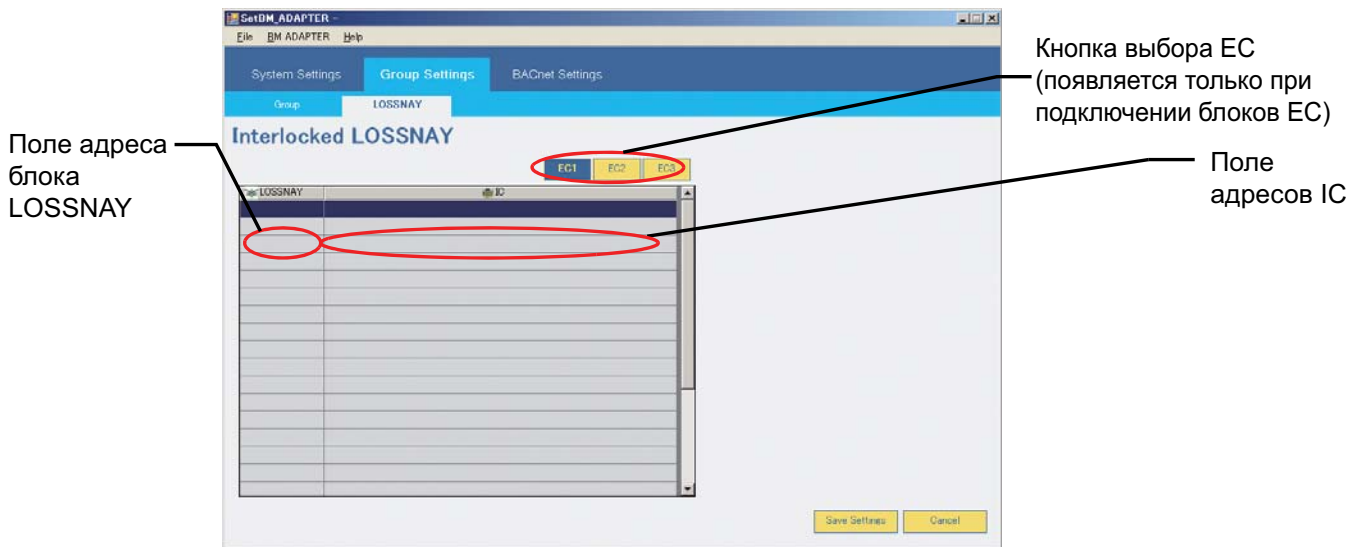 SetBM_ADAPTER -
File BM ADAPTER Help
System Settings Group Settings BACnet Settings
Group LOSSNAY
Interlocked LOSSNAY
EC1 EC2 EC3
LOSSNAY IC
Save Settings Cancel
Поле адреса
блока
LOSSNAY
Кнопка выбора EC
(появляется только при
подключении блоков EC)
Поле
адресов IC